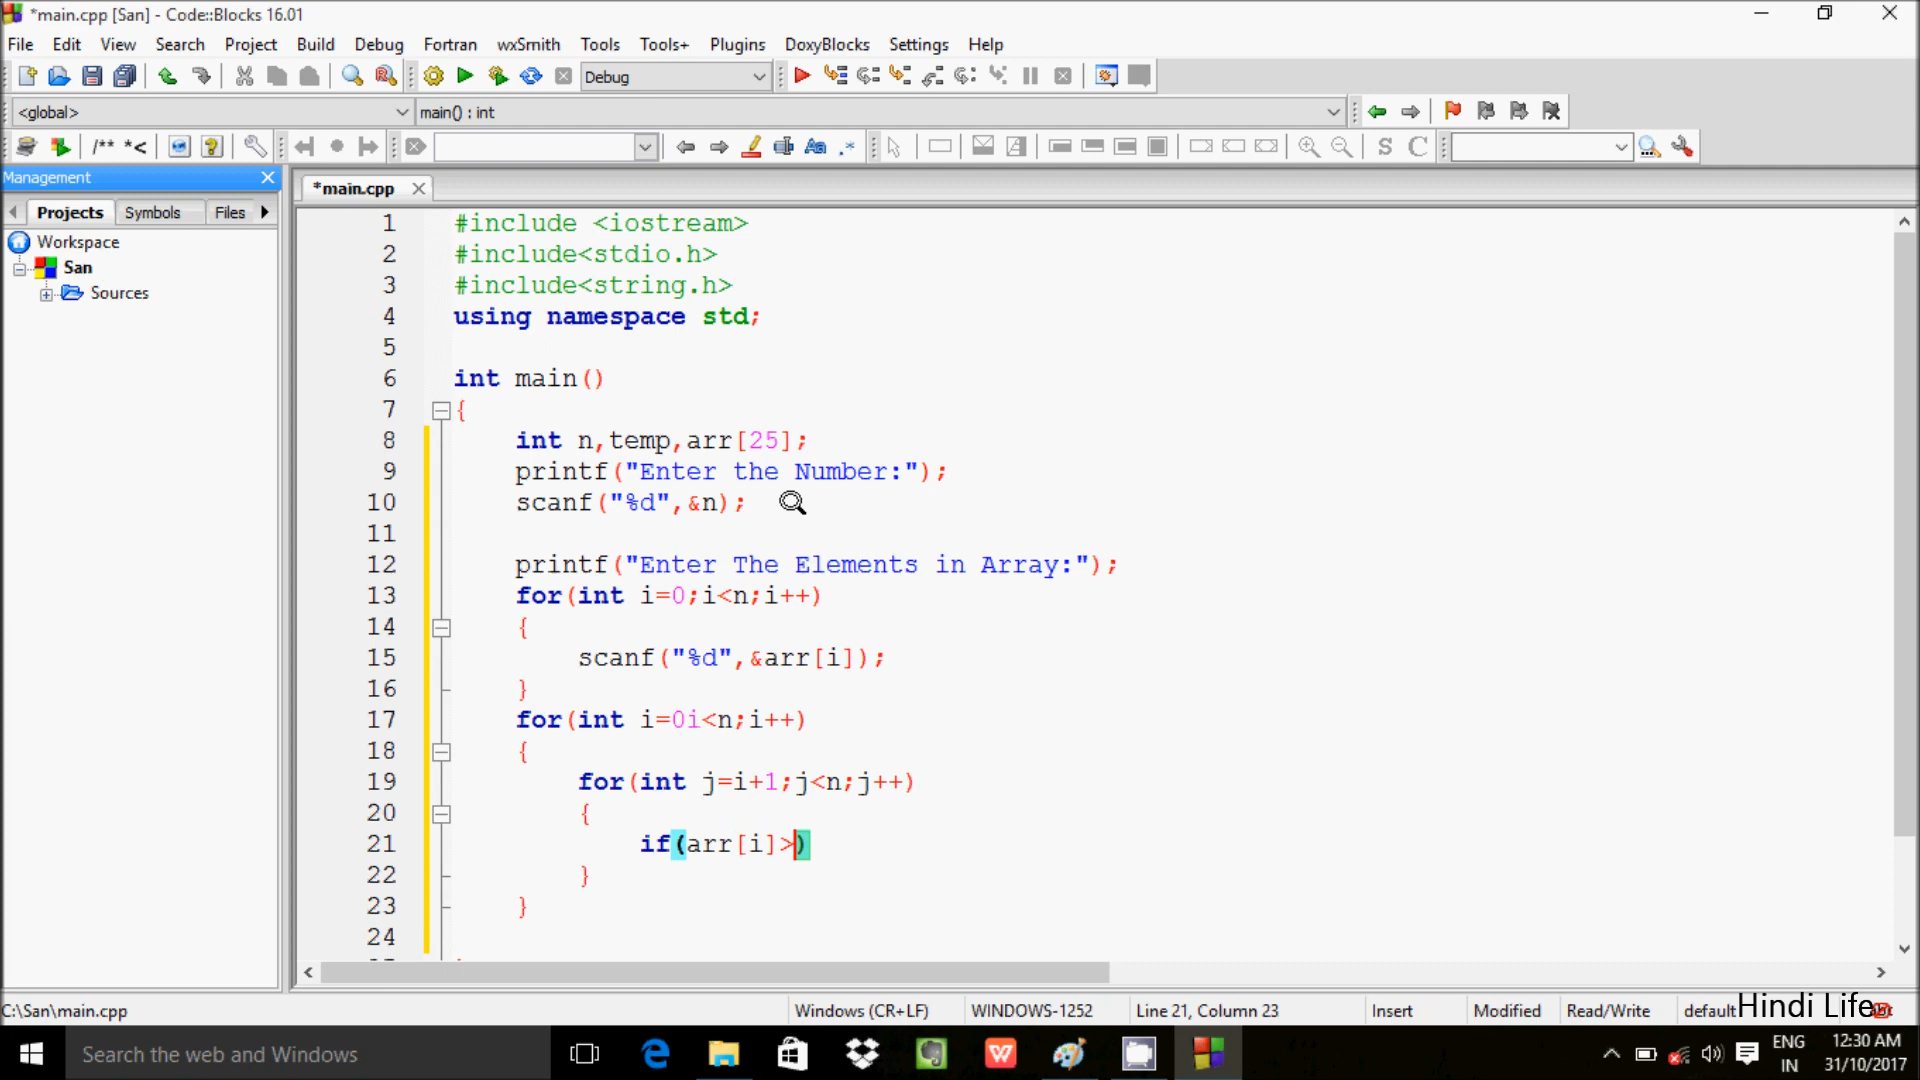 *main.cpp [San] - Code::Blocks 16.01
File Edit View Search Project Build Debug Fortran wxSmith Tools Tools+ Plugins DoxyBlocks Settings Help
Debug
<global> main() : int
/** *<
S C
Management
*main.cpp
Projects Symbols Files
Workspace
San
Sources
1 #include <iostream>
2 #include<stdio.h>
3 #include<string.h>
4 using namespace std;
5
6 int main()
7 {
8 int n,temp,arr[25];
9 printf("Enter the Number:");
10 scanf("%d",&n);
11
12 printf("Enter The Elements in Array:");
13 for(int i=0;i<n;i++)
14 {
15 scanf("%d",&arr[i]);
16 }
17 for(int i=0i<n;i++)
18 {
19 for(int j=i+1;j<n;j++)
20 {
21 if(arr[i]>)
22 }
23 }
24
C:\San\main.cpp Windows (CR+LF) WINDOWS-1252 Line 21, Column 23 Insert Modified Read/Write default
Hindi Life
Search the web and Windows
ENG
IN
12:30 AM
31/10/2017